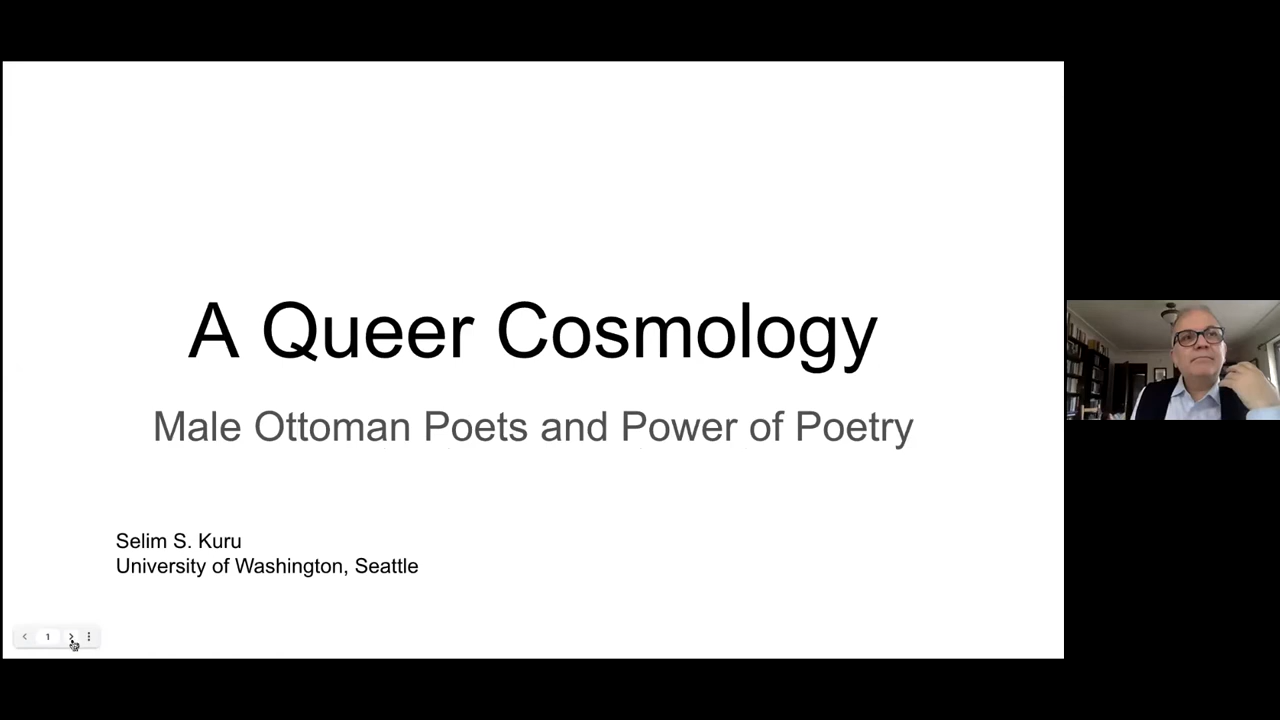 A Queer Cosmology
Male Ottoman Poets and Power of Poetry
Selim S. Kuru
University of Washington, Seattle
1